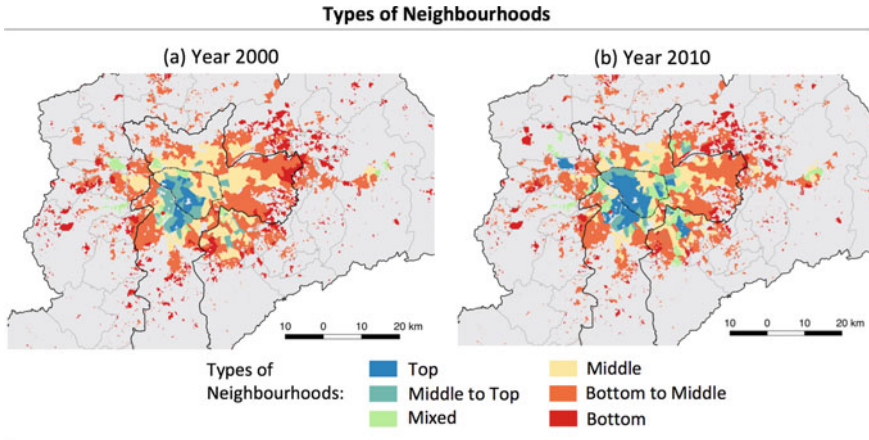 Types of Neighbourhoods
(a) Year 2000
(b) Year 2010
10 0 10 20 km
10 0 10 20 km
Types of
Neighbourhoods:
Top
Middle to Top
Mixed
Middle
Bottom to Middle
Bottom